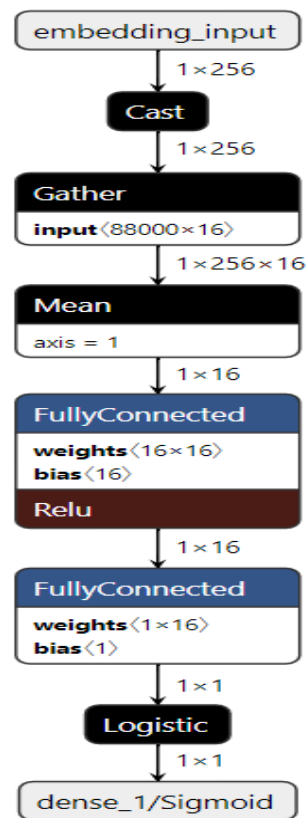 embedding_input
1×256
Cast
1×256
Gather
input〈88000×16〉
1×256×16
Mean
axis = 1
1×16
FullyConnected
weights〈16×16〉
bias〈16〉
Relu
1×16
FullyConnected
weights〈1×16〉
bias〈1〉
1×1
Logistic
1×1
dense_1/Sigmoid